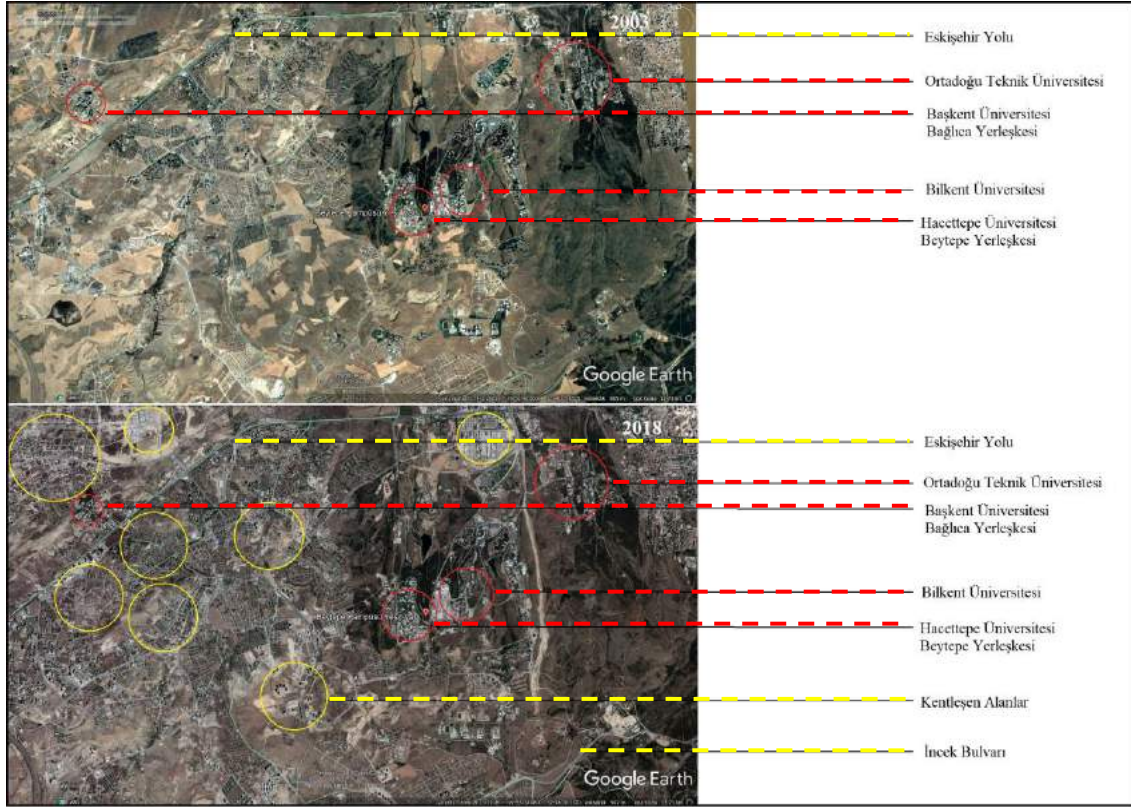 2003
Eskişehir Yolu
Ortadoğu Teknik Üniversitesi
Başkent Üniversitesi
Bağlıca Yerleşkesi
Bilkent Üniversitesi
Hacettepe Üniversitesi
Beytepe Yerleşkesi
Google Earth
2018
Eskişehir Yolu
Ortadoğu Teknik Üniversitesi
Başkent Üniversitesi
Bağlıca Yerleşkesi
Bilkent Üniversitesi
Hacettepe Üniversitesi
Beytepe Yerleşkesi
Kentleşen Alanlar
İncek Bulvarı
Google Earth